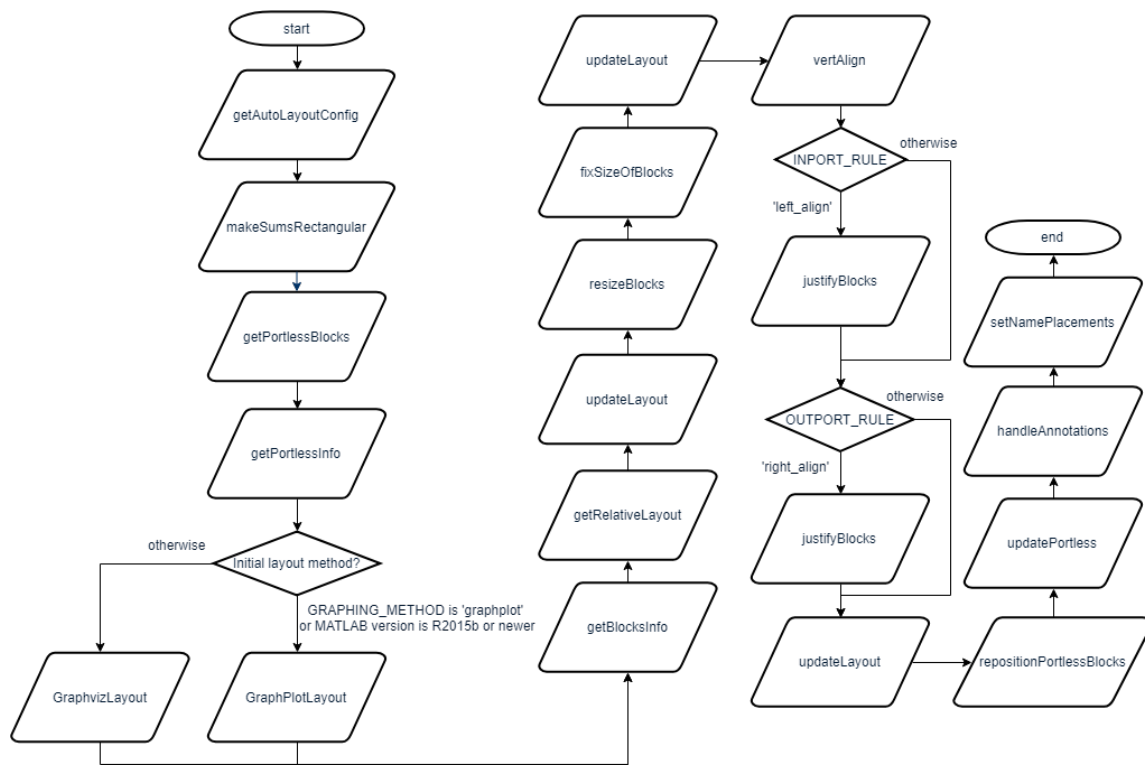 start
getAutoLayoutConfig
makeSumsRectangular
getPortlessBlocks
getPortlessInfo
Initial layout method?
otherwise
GRAPHING_METHOD is 'graphplot'
or MATLAB version is R2015b or newer
GraphvizLayout
GraphPlotLayout
getBlocksInfo
getRelativeLayout
updateLayout
resizeBlocks
fixSizeOfBlocks
updateLayout
vertAlign
INPORT_RULE
otherwise
'left_align'
justifyBlocks
OUTPORT_RULE
otherwise
'right_align'
justifyBlocks
updateLayout
repositionPortlessBlocks
updatePortless
handleAnnotations
setNamePlacements
end